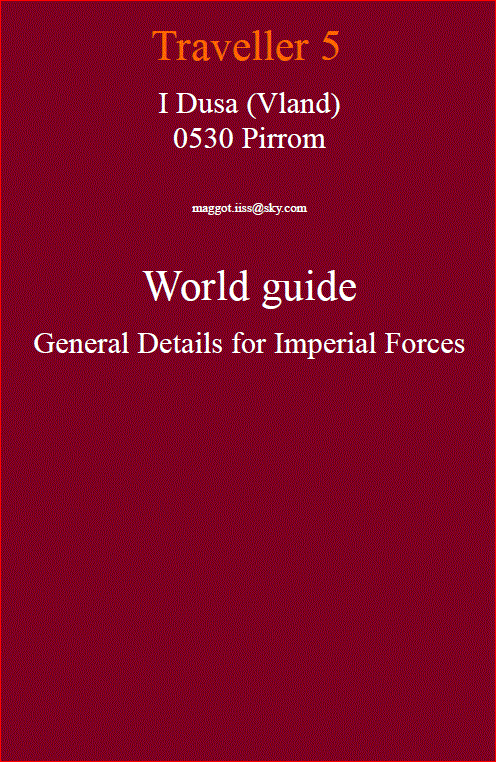 Traveller 5
I Dusa (Vland)
0530 Pirrom
maggot.iiss@sky.com
World guide
General Details for Imperial Forces